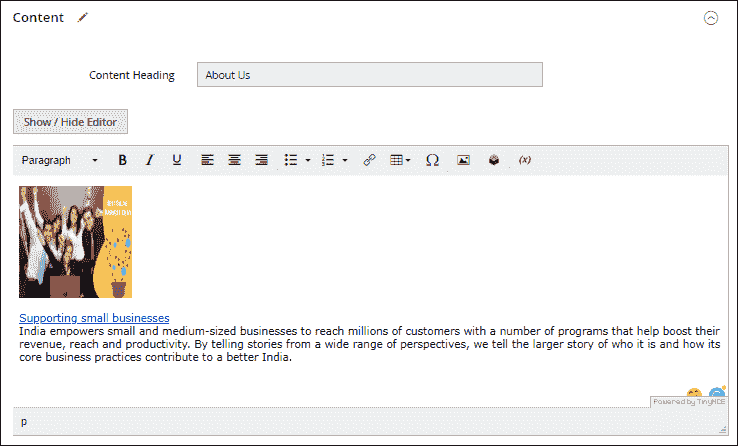 Content
Content Heading
About Us
Show / Hide Editor
Paragraph B I U Ω (x)
Supporting small businesses
India empowers small and medium-sized businesses to reach millions of customers with a number of programs that help boost their
revenue, reach and productivity. By telling stories from a wide range of perspectives, we tell the larger story of who it is and how its
core business practices contribute to a better India.
Powered by TinyMCE
p